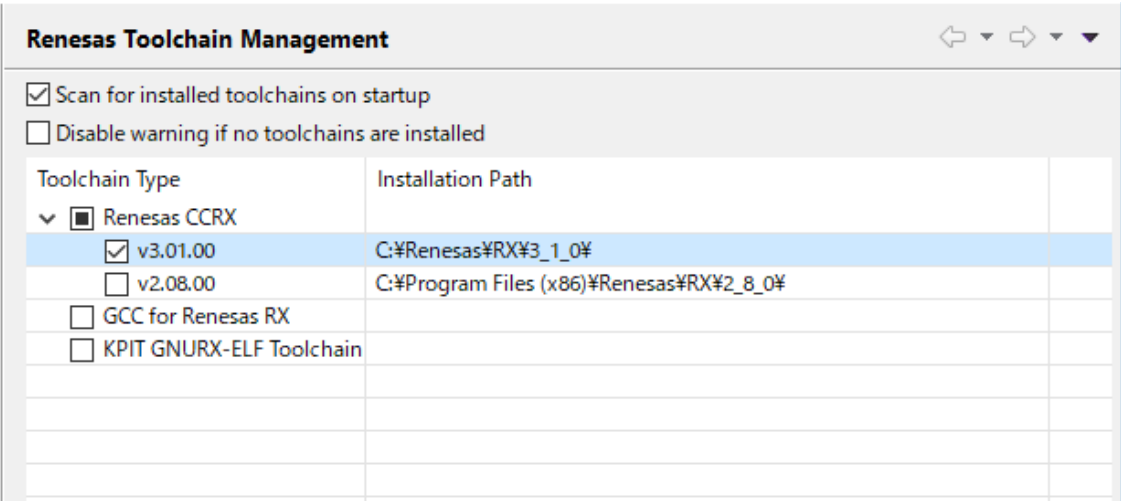 Renesas Toolchain Management
Scan for installed toolchains on startup
Disable warning if no toolchains are installed
Toolchain Type Installation Path
Renesas CCRX
v3.01.00 C:¥Renesas¥RX¥3_1_0¥
v2.08.00 C:¥Program Files (x86)¥Renesas¥RX¥2_8_0¥
GCC for Renesas RX
KPIT GNURX-ELF Toolchain